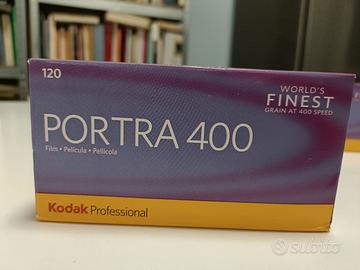 120
WORLD'S
FINEST
GRAIN AT 400 SPEED
PORTRA 400
Film • Película • Pellicola
Kodak Professional
subito